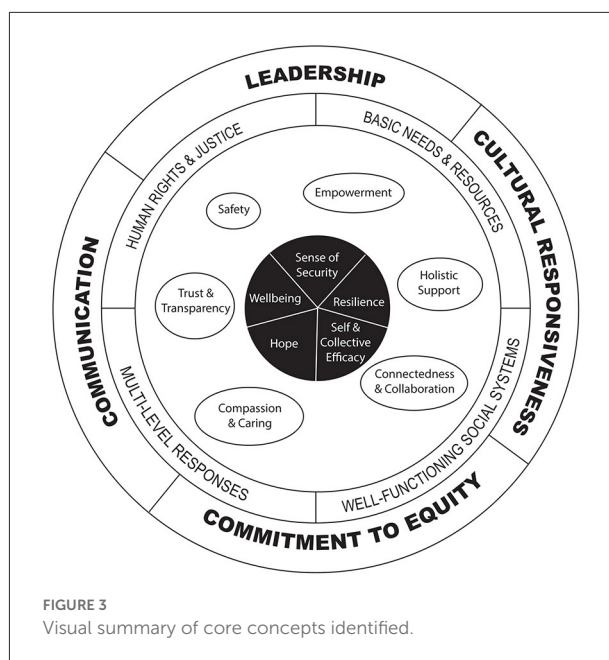 LEADERSHIP
CULTURAL RESPONSIVENESS
COMMITMENT TO EQUITY
COMMUNICATION
HUMAN RIGHTS & JUSTICE
BASIC NEEDS & RESOURCES
WELL-FUNCTIONING SOCIAL SYSTEMS
MULTI-LEVEL RESPONSES
Safety
Empowerment
Holistic
Support
Connectedness
& Collaboration
Compassion
& Caring
Trust &
Transparency
Sense of
Security
Resilience
Self &
Collective
Efficacy
Hope
Wellbeing
FIGURE 3
Visual summary of core concepts identified.